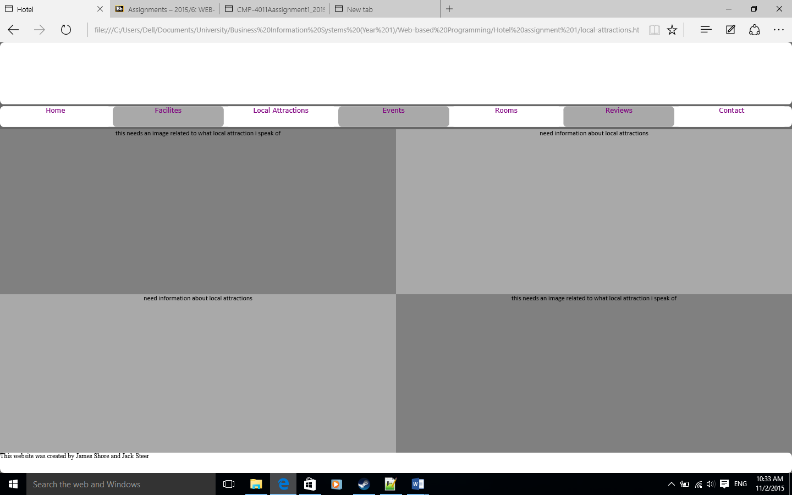 Hotel
Assignments – 2015/6: WEB-
CMP-4011Aassignment1_201
New tab
file:///C:/Users/Dell/Documents/University/Business%20Information%20Systems%20(Year%201)/Web-based%20Programming/Hotel%20assignment%201/local-attractions.ht
Home
Facilites
Local Attractions
Events
Rooms
Reviews
Contact
this needs an image related to what local attraction i speak of
need information about local attractions
need information about local attractions
this needs an image related to what local attraction i speak of
This website was created by James Shore and Jack Steer
Search the web and Windows
ENG
10:33 AM
11/2/2015